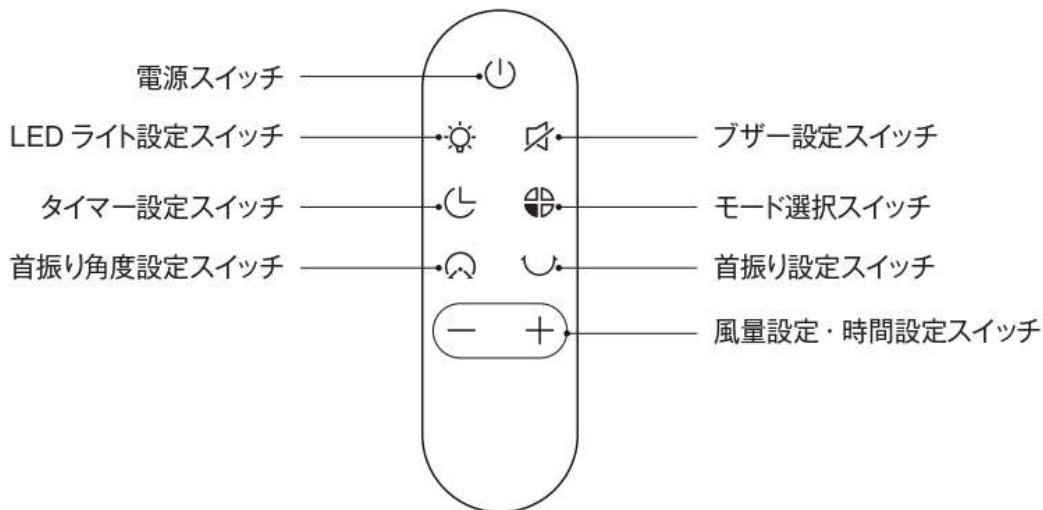 電源スイッチ
LED ライト設定スイッチ
ブザー設定スイッチ
タイマー設定スイッチ
モード選択スイッチ
首振り角度設定スイッチ
首振り設定スイッチ
風量設定・時間設定スイッチ